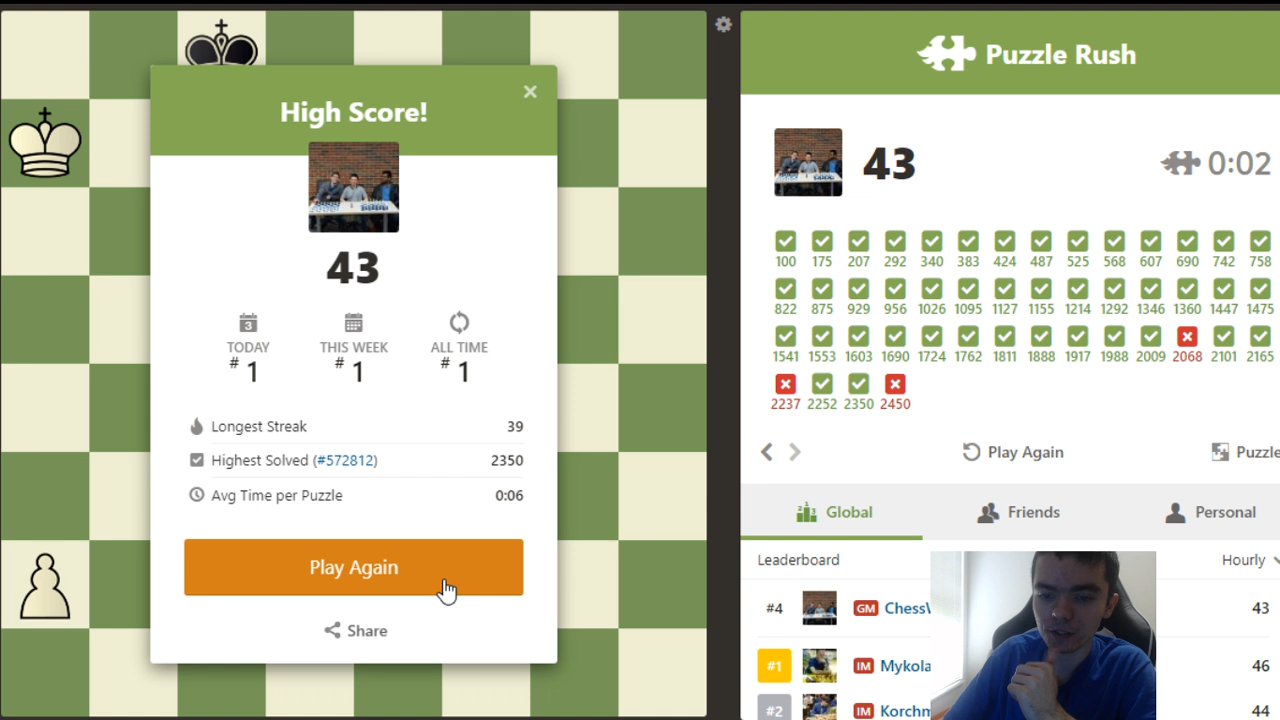 High Score!
43
TODAY
THIS WEEK
ALL TIME
# 1
# 1
# 1
Longest Streak 39
Highest Solved (#572812) 2350
Avg Time per Puzzle 0:06
Play Again
Share
Puzzle Rush
43
0:02
100 175 207 292 340 383 424 487 525 568 607 690 742 758
822 875 929 956 1026 1095 1127 1155 1214 1292 1346 1360 1447 1475
1541 1553 1603 1690 1724 1762 1811 1888 1917 1988 2009 2068 2101 2165
2237 2252 2350 2450
Play Again
Puzzle
Global
Friends
Personal
Leaderboard
Hourly
#4 GM ChessW 43
#1 IM Mykola 46
#2 IM Korchm 44